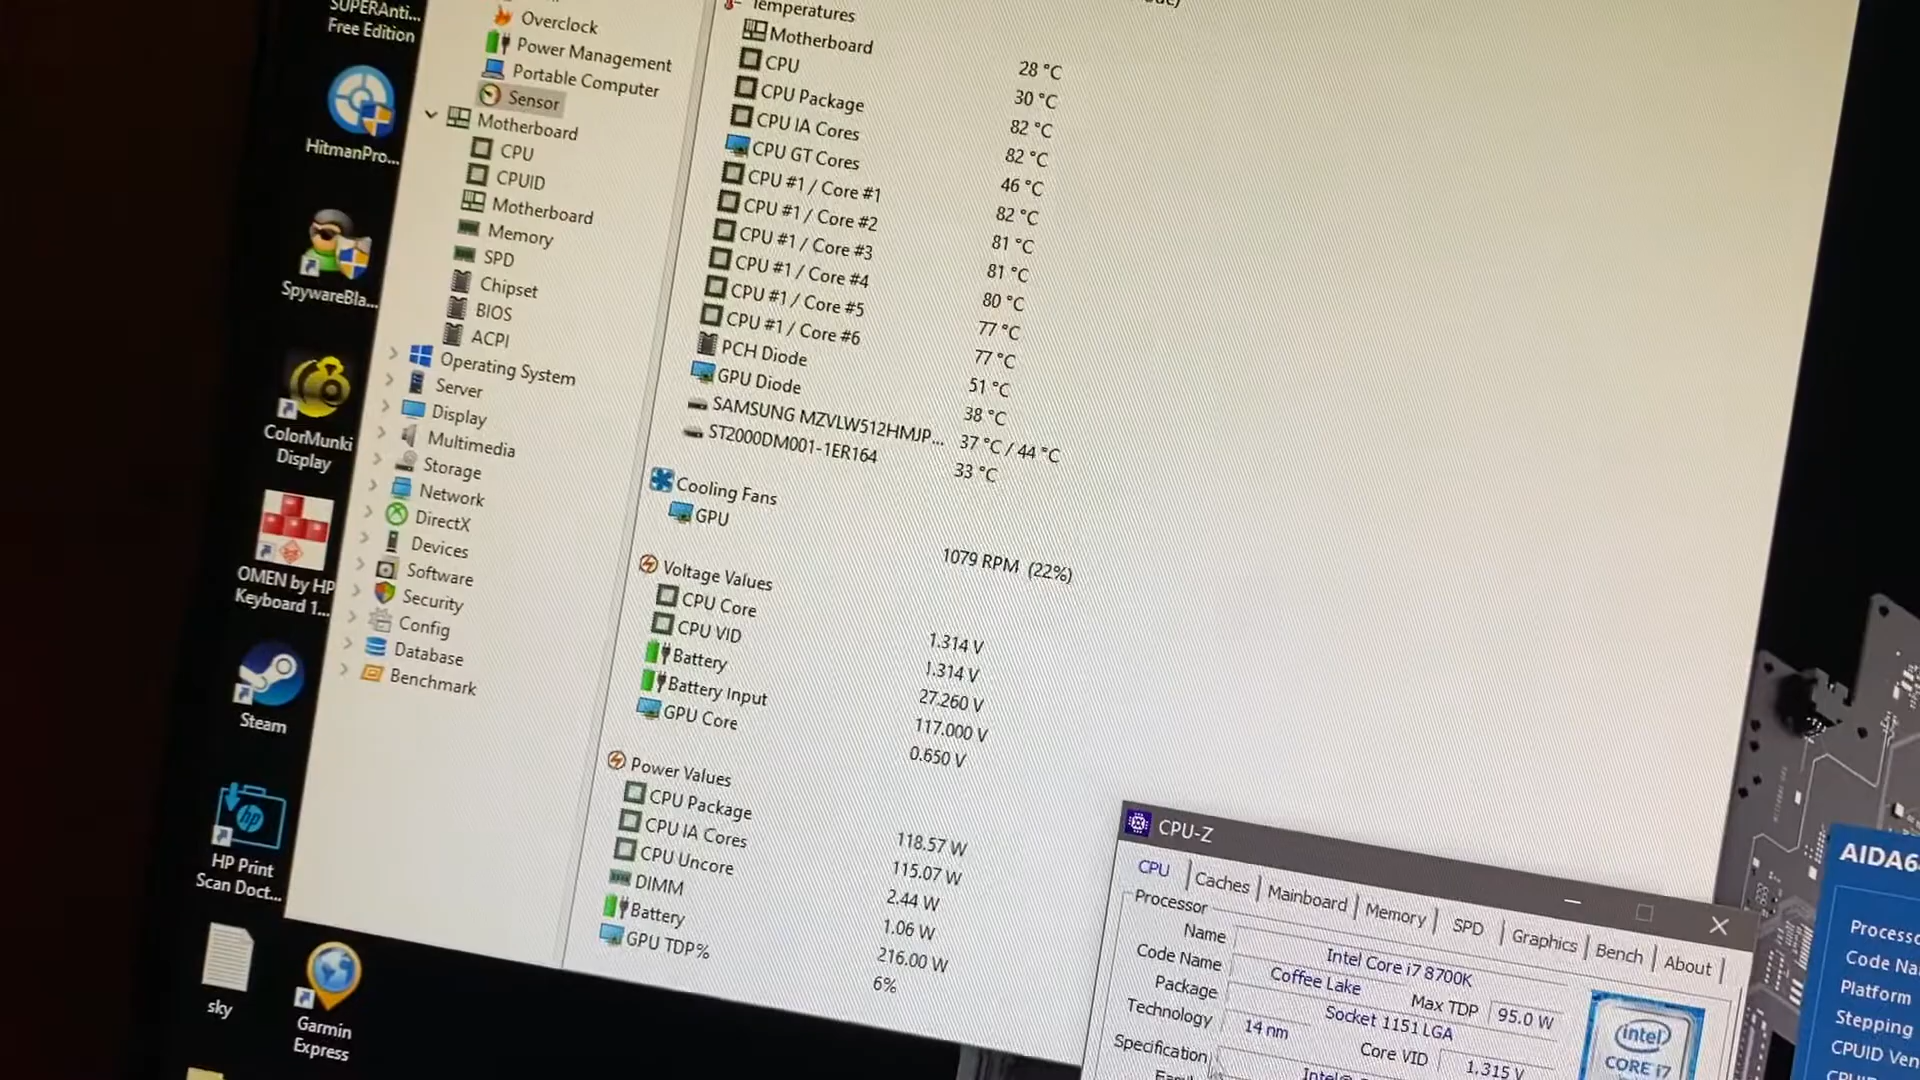 SUPERAnti...
Free Edition
HitmanPro...
SpywareBla...
ColorMunki
Display
OMEN by HP
Keyboard 1...
Steam
HP Print
Scan Doct...
sky
Garmin
Express
Overclock
Power Management
Portable Computer
Sensor
Motherboard
CPU
CPUID
Motherboard
Memory
SPD
Chipset
BIOS
ACPI
Operating System
Server
Display
Multimedia
Storage
Network
DirectX
Devices
Software
Security
Config
Database
Benchmark
Temperatures
Motherboard 28 °C
CPU 30 °C
CPU Package 82 °C
CPU IA Cores 82 °C
CPU GT Cores 46 °C
CPU #1 / Core #1 82 °C
CPU #1 / Core #2 81 °C
CPU #1 / Core #3 81 °C
CPU #1 / Core #4 80 °C
CPU #1 / Core #5 77 °C
CPU #1 / Core #6 77 °C
PCH Diode 51 °C
GPU Diode 38 °C
SAMSUNG MZVLW512HMJP... 37 °C / 44 °C
ST2000DM001-1ER164 33 °C
Cooling Fans
GPU 1079 RPM (22%)
Voltage Values
CPU Core 1.314 V
CPU VID 1.314 V
Battery 27.260 V
Battery Input 117.000 V
GPU Core 0.650 V
Power Values
CPU Package 118.57 W
CPU IA Cores 115.07 W
CPU Uncore 2.44 W
DIMM 1.06 W
Battery 216.00 W
GPU TDP% 6%
CPU-Z
CPU Caches Mainboard Memory SPD Graphics Bench About
Processor
Name Intel Core i7 8700K
Code Name Coffee Lake Max TDP 95.0 W
Package Socket 1151 LGA
Technology 14 nm Core VID 1.315 V
Specification
intel
CORE i7
AIDA6
Process
Code Na
Platform
Stepping
CPUID Ven